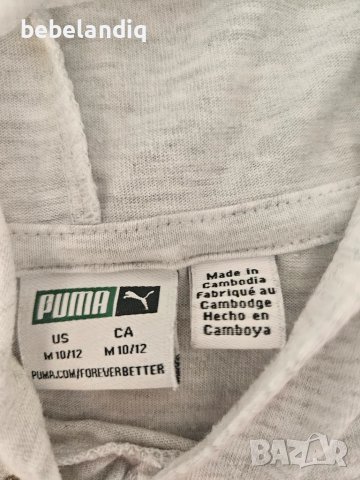 bebelandiq
PUMA
US CA
M 10/12 M 10/12
PUMA.COM/FOREVERBETTER
Made in
Cambodia
Fabriqué au
Cambodge
Hecho en
Camboya
BAZAR